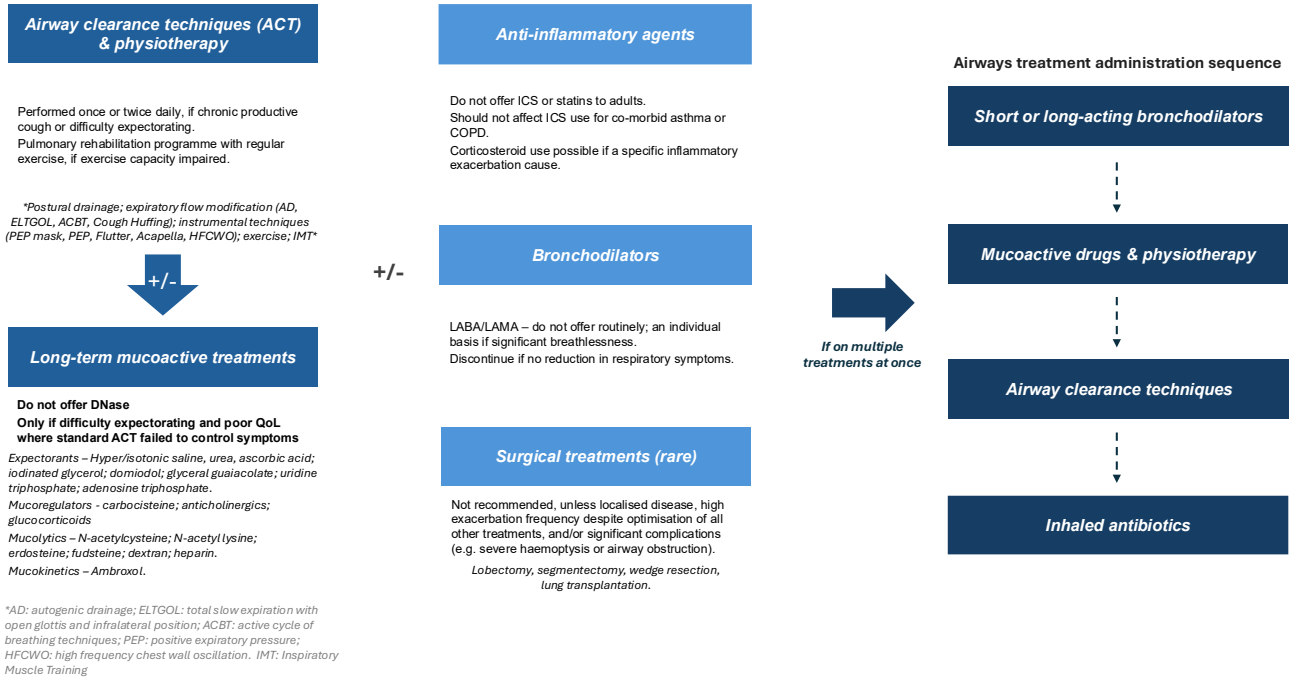 Airway clearance techniques (ACT)
& physiotherapy
Performed once or twice daily, if chronic productive
cough or difficulty expectorating.
Pulmonary rehabilitation programme with regular
exercise, if exercise capacity impaired.
*Postural drainage; expiratory flow modification (AD,
ELTGOL, ACBT, Cough Huffing); instrumental techniques
(PEP mask, PEP, Flutter, Acapella, HFCWO); exercise; IMT*
+/-
Long-term mucoactive treatments
Do not offer DNase
Only if difficulty expectorating and poor QoL
where standard ACT failed to control symptoms
Expectorants – Hyper/isotonic saline, urea, ascorbic acid;
iodinated glycerol; domiodol; glyceral guaiacolate; uridine
triphosphate; adenosine triphosphate.
Mucoregulators - carbocisteine; anticholinergics;
glucocorticoids
Mucolytics – N-acetylcysteine; N-acetyl lysine;
erdosteine; fudsteine; dextran; heparin.
Mucokinetics – Ambroxol.
*AD: autogenic drainage; ELTGOL: total slow expiration with
open glottis and infralateral position; ACBT: active cycle of
breathing techniques; PEP: positive expiratory pressure;
HFCWO: high frequency chest wall oscillation. IMT: Inspiratory
Muscle Training
+/-
Anti-inflammatory agents
Do not offer ICS or statins to adults.
Should not affect ICS use for co-morbid asthma or
COPD.
Corticosteroid use possible if a specific inflammatory
exacerbation cause.
Bronchodilators
LABA/LAMA – do not offer routinely; an individual
basis if significant breathlessness.
Discontinue if no reduction in respiratory symptoms.
Surgical treatments (rare)
Not recommended, unless localised disease, high
exacerbation frequency despite optimisation of all
other treatments, and/or significant complications
(e.g. severe haemoptysis or airway obstruction).
Lobectomy, segmentectomy, wedge resection,
lung transplantation.
If on multiple
treatments at once
Airways treatment administration sequence
Short or long-acting bronchodilators
Mucoactive drugs & physiotherapy
Airway clearance techniques
Inhaled antibiotics